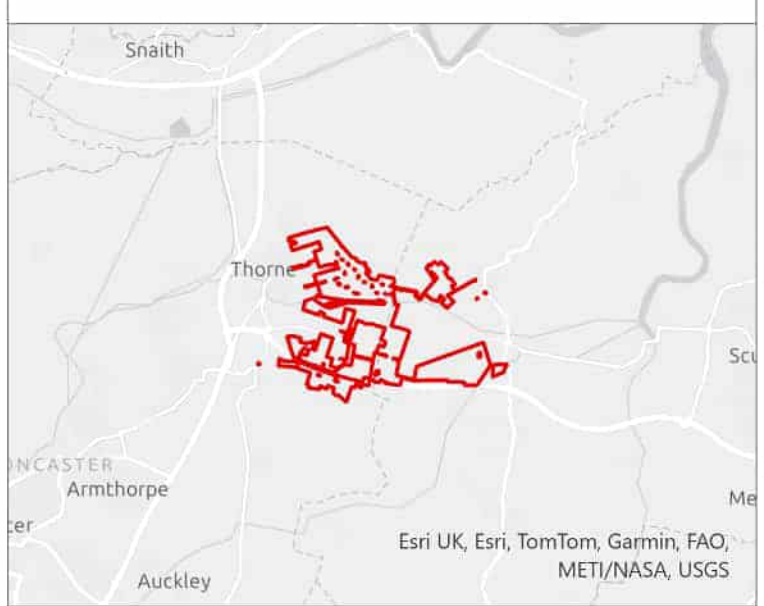 Snaith
Thorne
Scu
ONCASTER
Armthorpe
Me
ter
Esri UK, Esri, TomTom, Garmin, FAO,
METI/NASA, USGS
Auckley